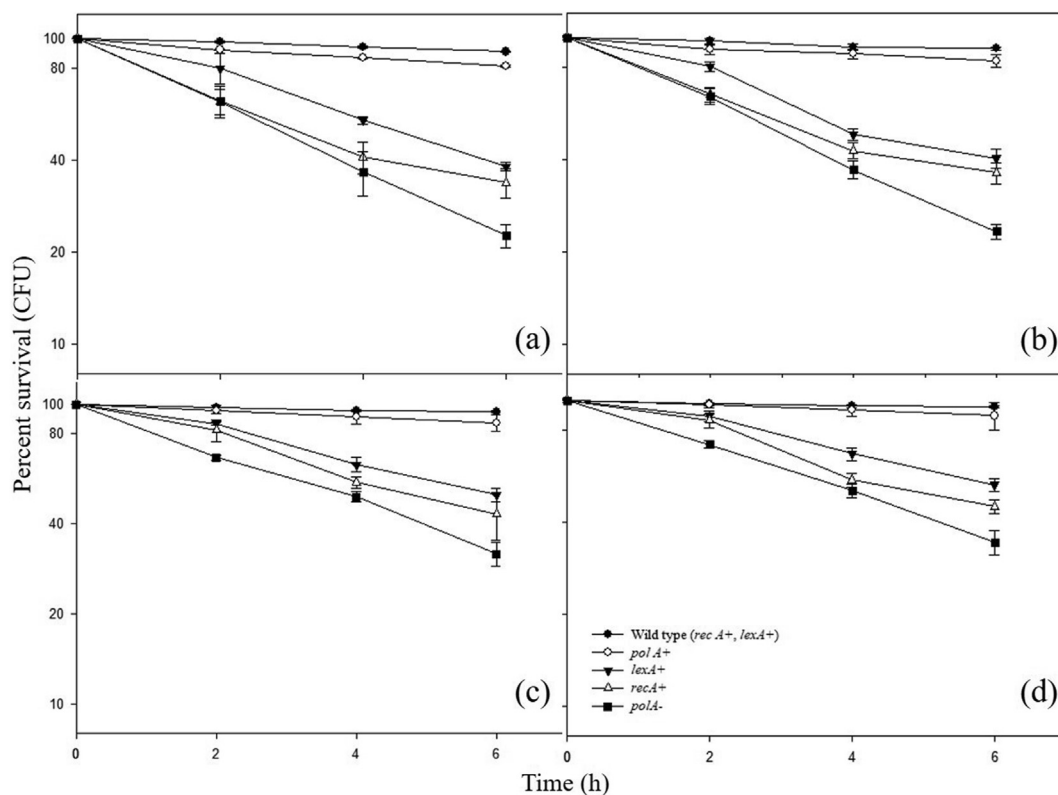 100
80
40
20
10
(a)
(b)
Percent survival (CFU)
100
80
40
20
10
(c)
(d)
Wild type (rec A+, lexA+)
pol A+
lexA+
recA+
polA-
0 2 4 6
0 2 4 6
Time (h)